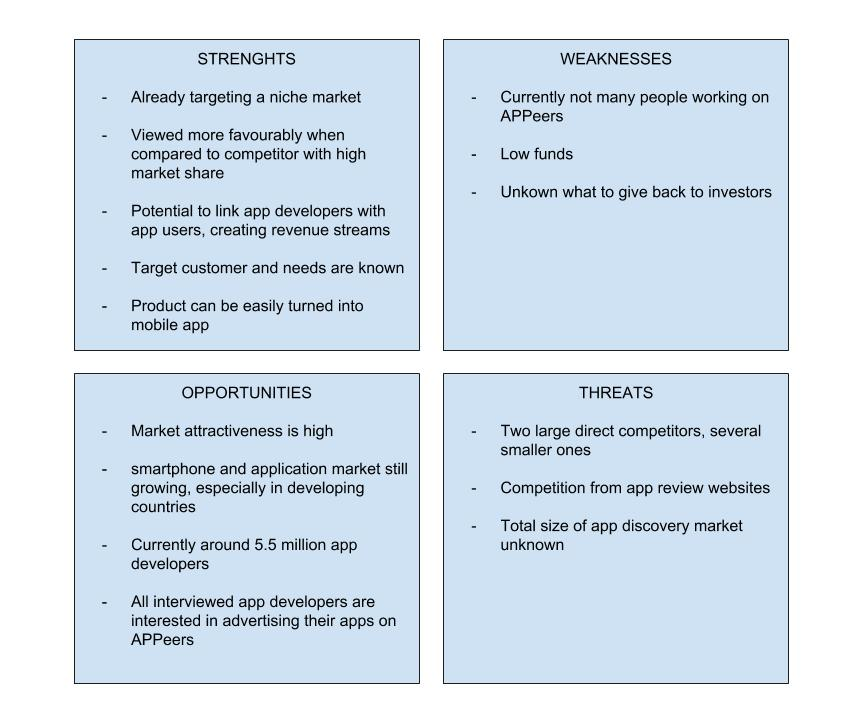 STRENGHTS
- Already targeting a niche market
- Viewed more favourably when
compared to competitor with high
market share
- Potential to link app developers with
app users, creating revenue streams
- Target customer and needs are known
- Product can be easily turned into
mobile app
WEAKNESSES
- Currently not many people working on
APPeers
- Low funds
- Unkown what to give back to investors
OPPORTUNITIES
- Market attractiveness is high
- smartphone and application market still
growing, especially in developing
countries
- Currently around 5.5 million app
developers
- All interviewed app developers are
interested in advertising their apps on
APPeers
THREATS
- Two large direct competitors, several
smaller ones
- Competition from app review websites
- Total size of app discovery market
unknown